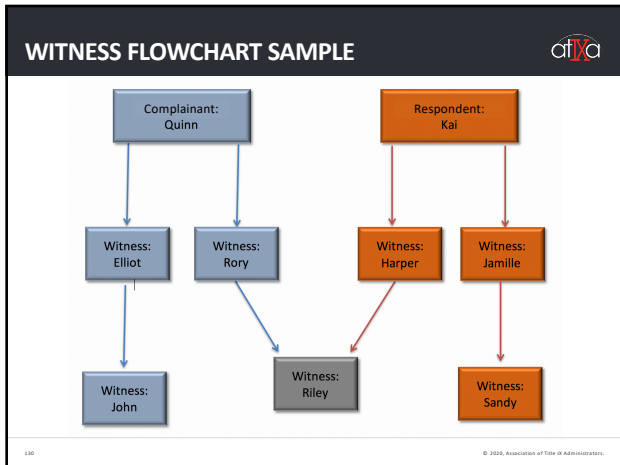 WITNESS FLOWCHART SAMPLE
atIXa
Complainant:
Quinn
Respondent:
Kai
Witness:
Elliot
Witness:
Rory
Witness:
Harper
Witness:
Jamille
Witness:
John
Witness:
Riley
Witness:
Sandy
130
© 2020, Association of Title IX Administrators.